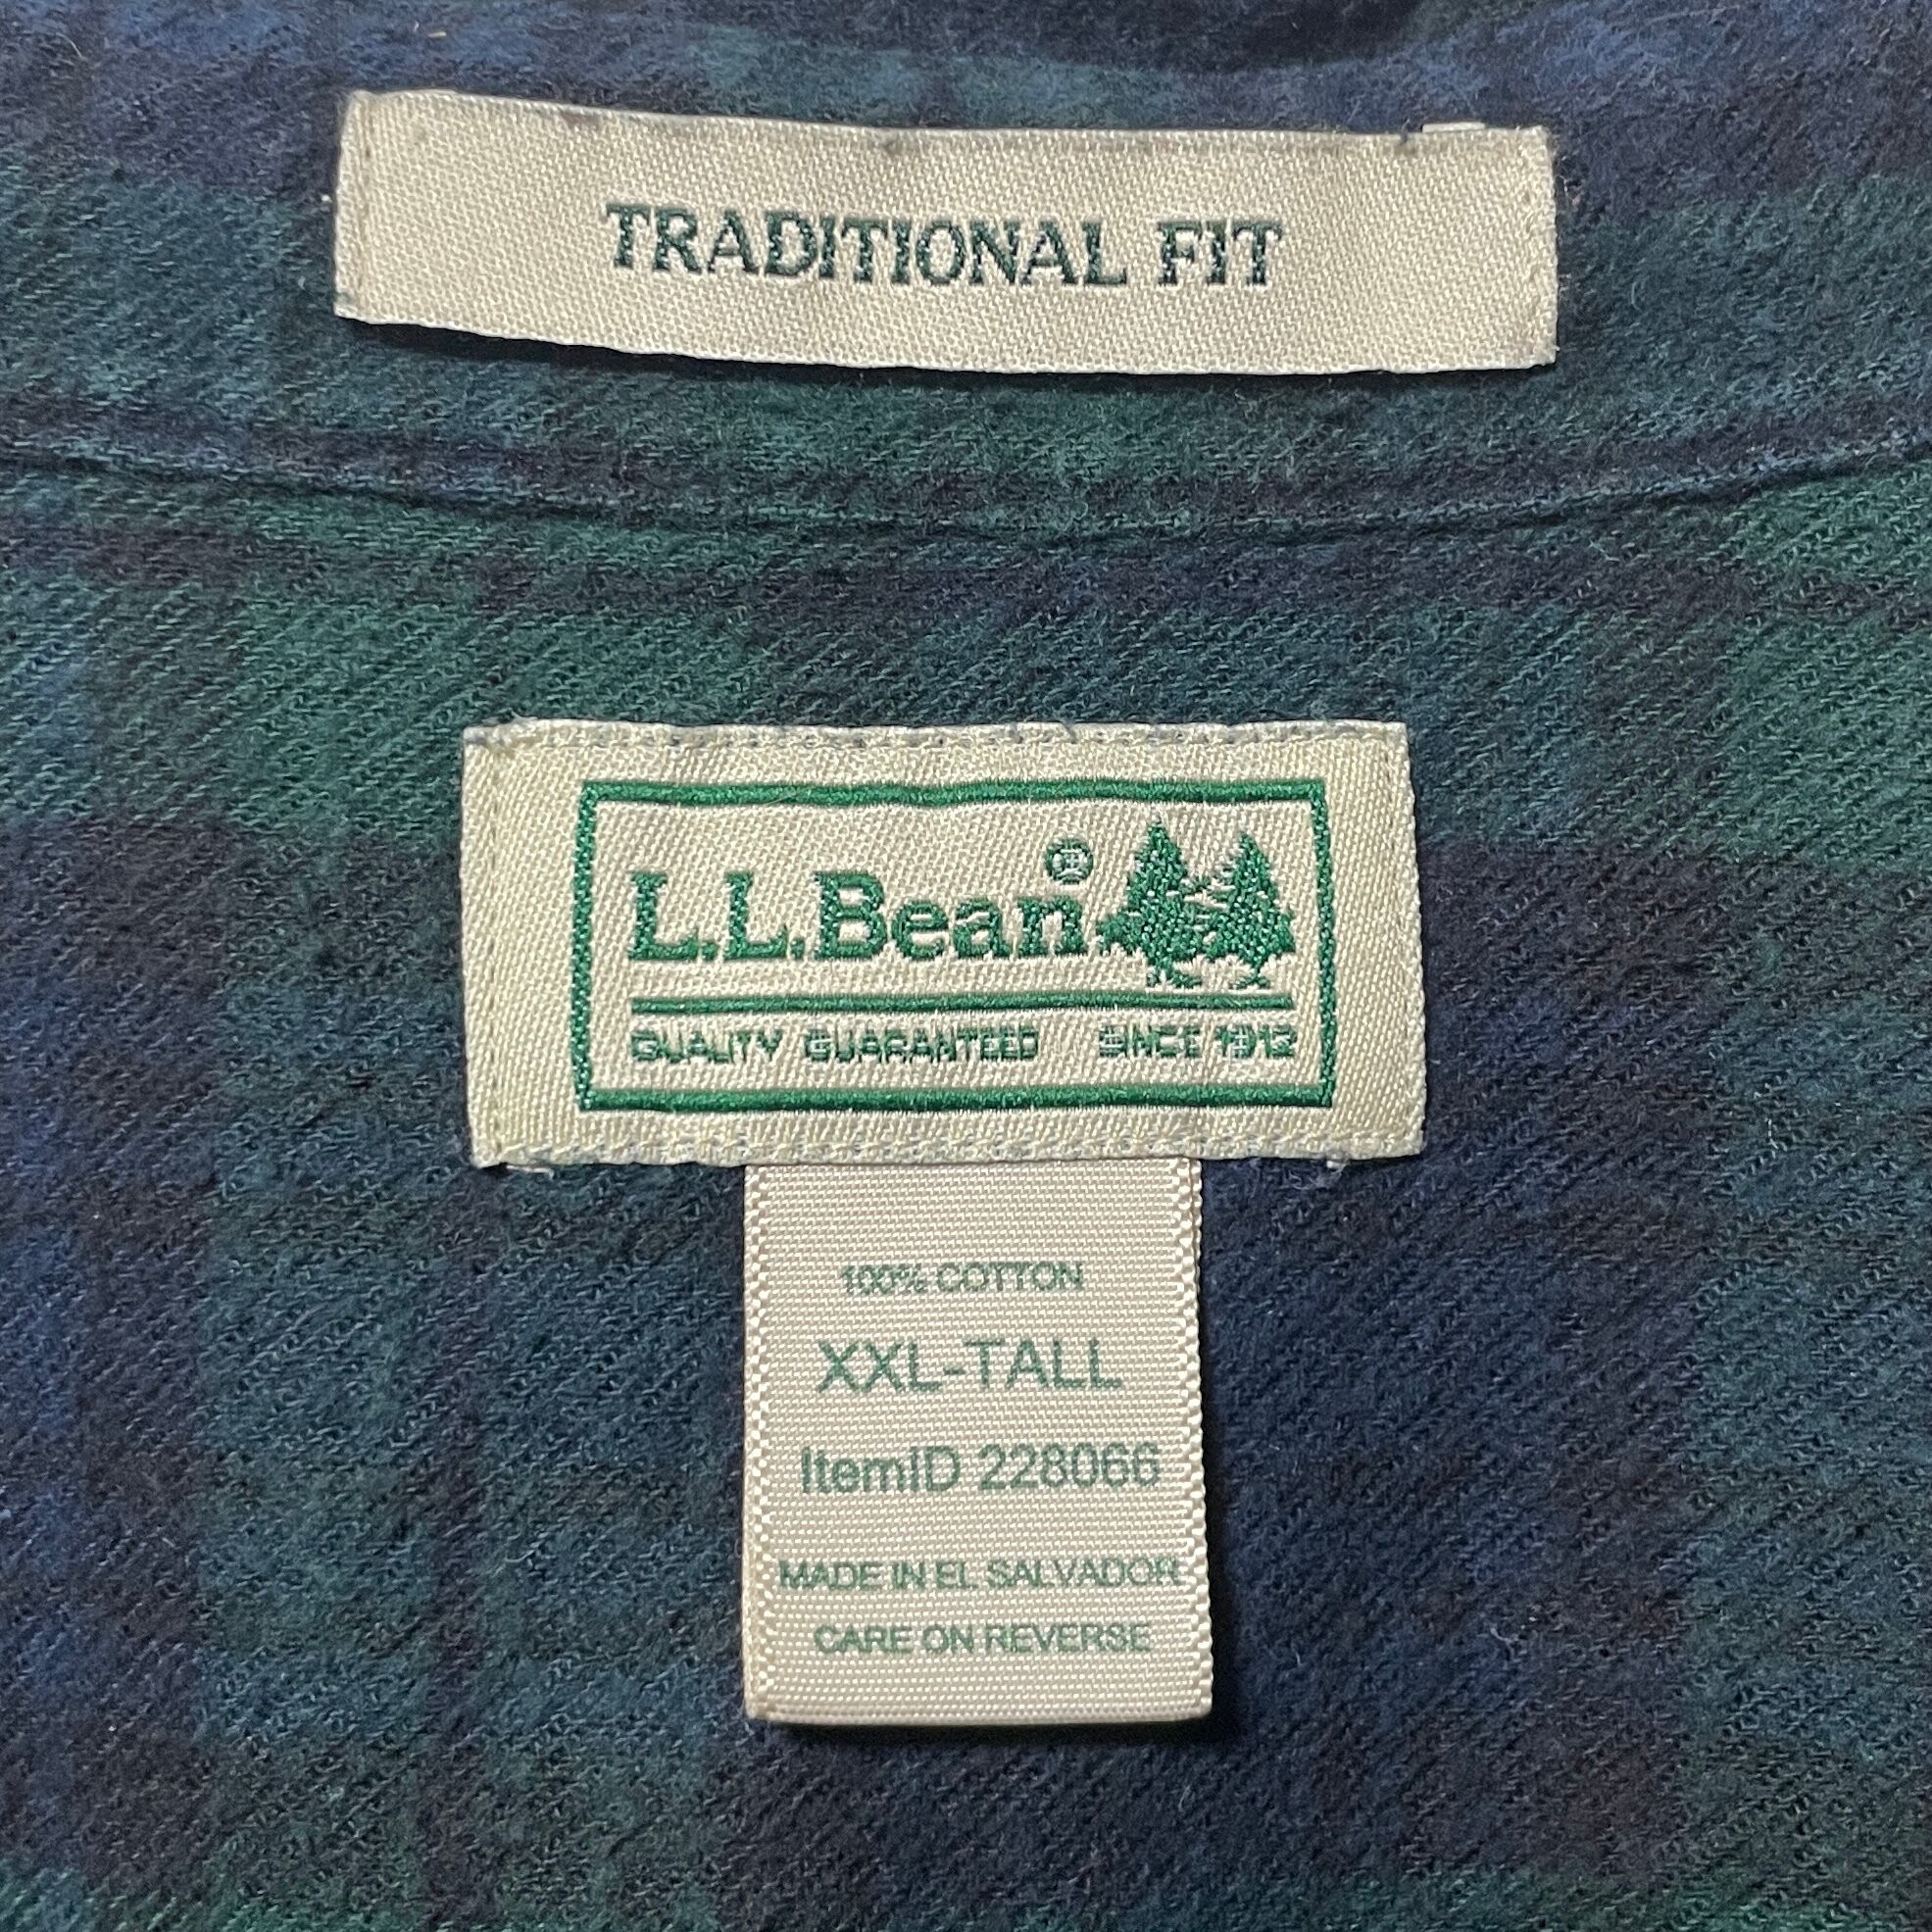 TRADITIONAL FIT
L.L.Bean®
QUALITY GUARANTEED SINCE 1912
100% COTTON
XXL-TALL
ItemID 228066
MADE IN EL SALVADOR
CARE ON REVERSE